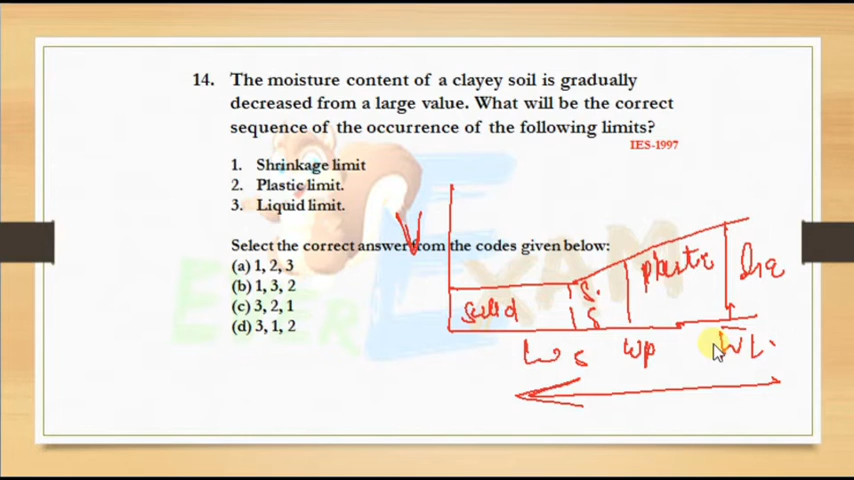 14. The moisture content of a clayey soil is gradually
decreased from a large value. What will be the correct
sequence of the occurrence of the following limits?
IES-1997
1. Shrinkage limit
2. Plastic limit.
3. Liquid limit.
Select the correct answer from the codes given below:
(a) 1, 2, 3
(b) 1, 3, 2
(c) 3, 2, 1
(d) 3, 1, 2
EVER
EXAM
solid
S.
S
plastic
Ws
Wp
WL.